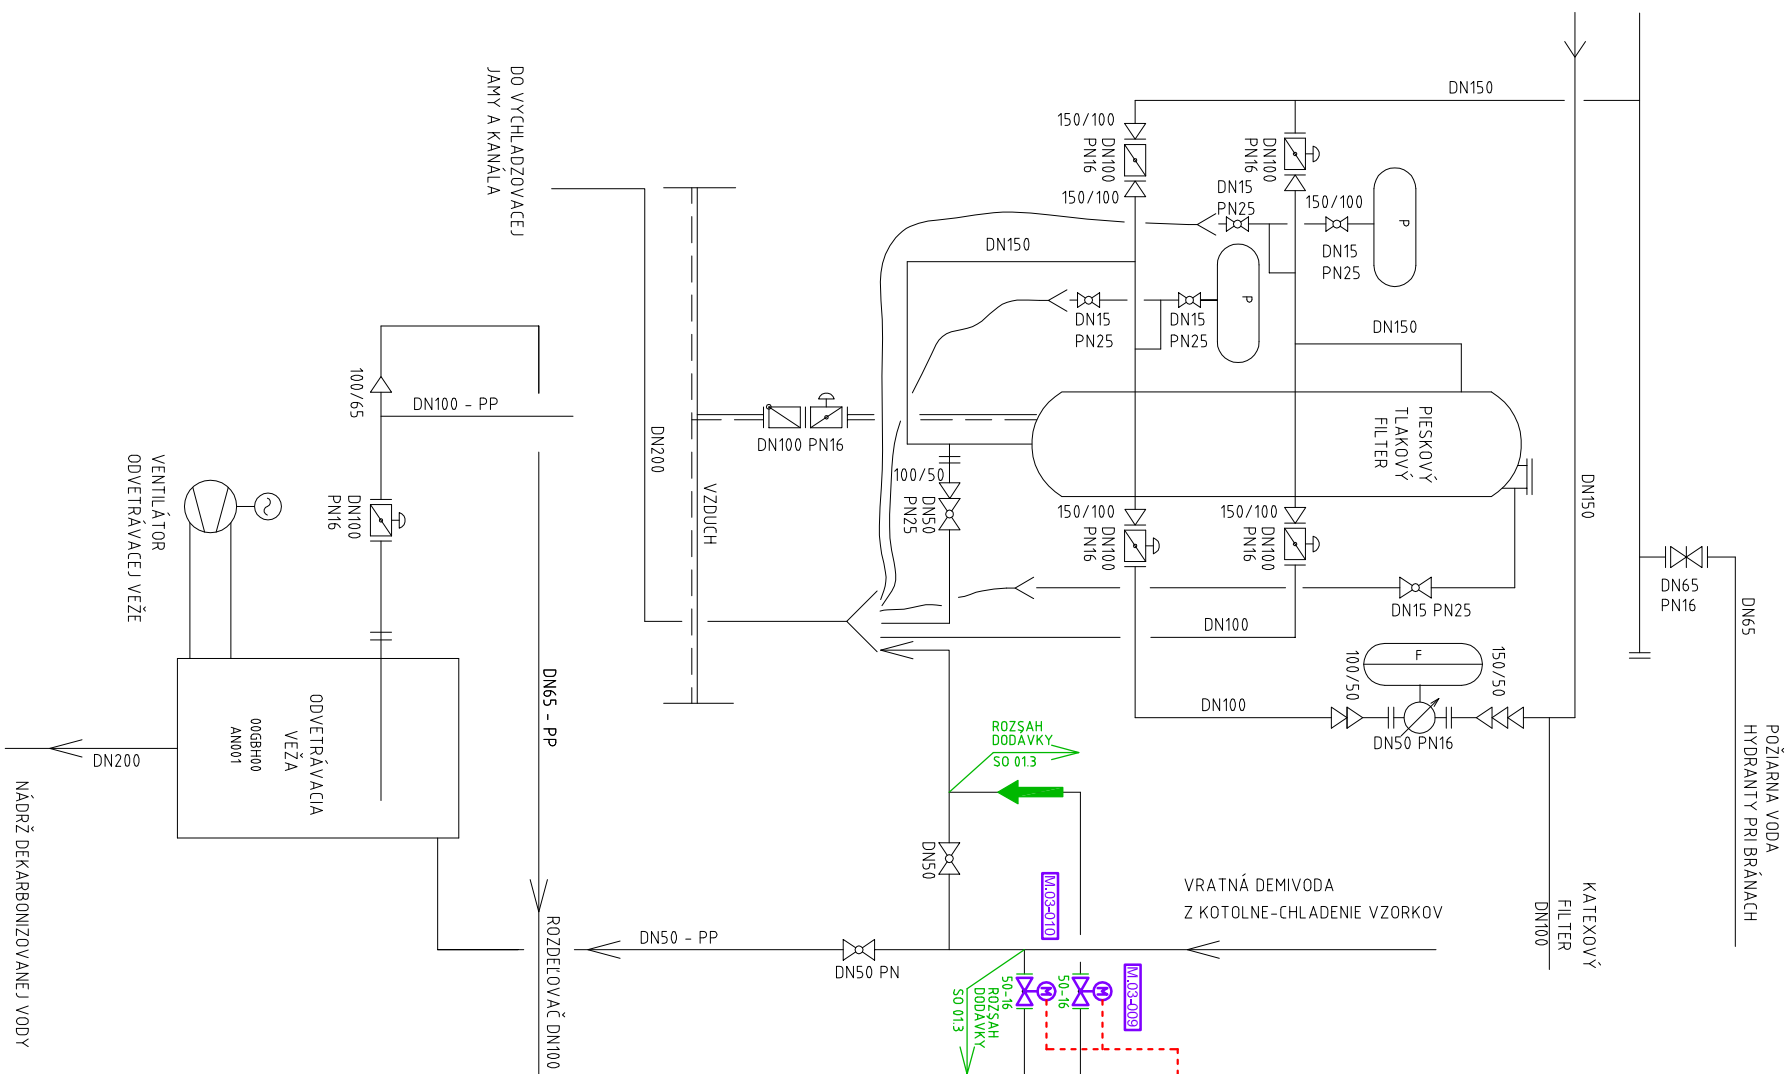 DN150
DO VYCHLADZOVACEJ
JAMY A KANÁLA
150/100
DN100
PN16
150/100
DN100
PN16
DN15
PN25
150/100
P
DN15
PN25
DN150
P
DN15
PN25
DN15
PN25
DN150
100/65
DN100 - PP
DN200
DN100 PN16
PIESKOVÝ
TLAKOVÝ
FILTER
100/50
DN50
PN25
VZDUCH
VENTILÁTOR
ODVETRÁVACEJ VEŽE
DN100
PN16
150/100
DN100
PN16
150/100
DN100
PN16
DN150
DN65
PN16
DN15 PN25
DN65
DN100
F
100/50
150/50
DN65 - PP
DN100
DN50 PN16
ODVETRÁVACIA
VEŽA
00GBH00
AN001
ROZSAH
DODÁVKY
SO 01.3
DN200
POŽIARNA VODA
HYDRANTY PRI BRÁNACH
NÁDRŽ DEKARBONIZOVANEJ VODY
DN50
M.03-010
VRATNÁ DEMIVODA
Z KOTOLNE-CHLADENIE VZORKOV
KATEXOVÝ
FILTER
DN100
DN50 - PP
DN50 PN
ROZDEĽOVAČ DN100
M.03-009
50-16
M
50-16
M
ROZSAH
DODÁVKY
SO 01.3